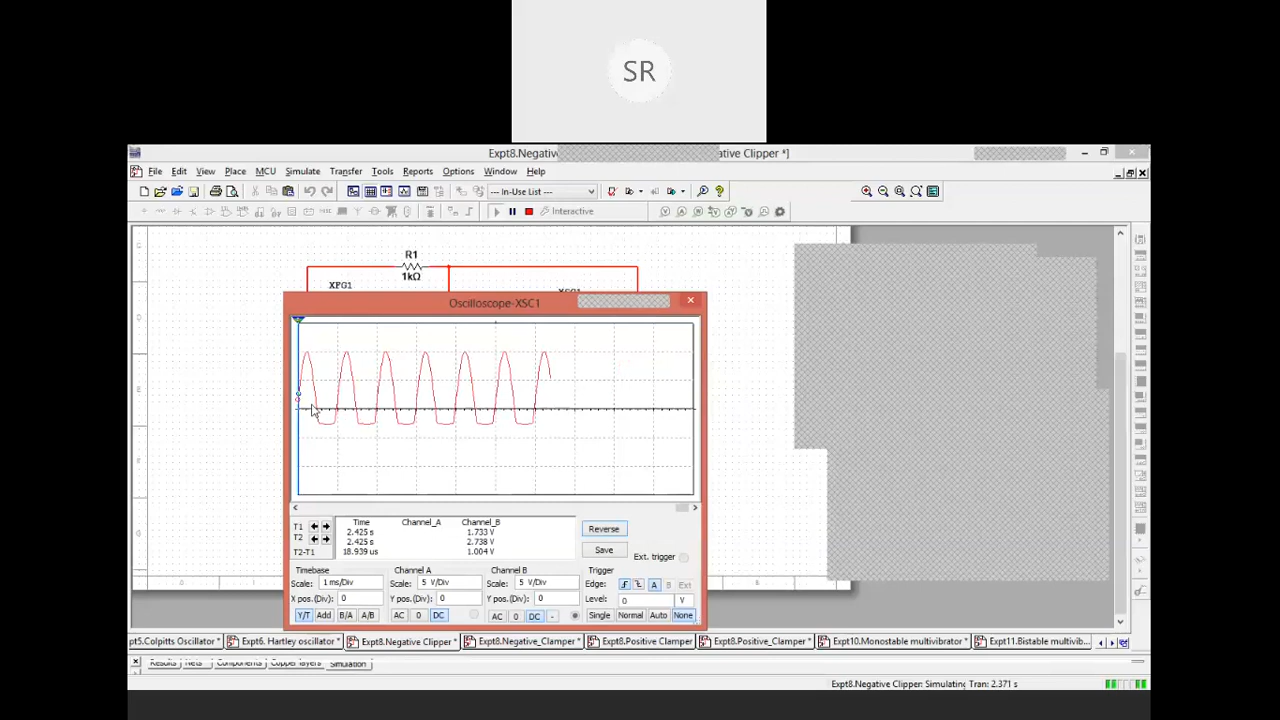 SR
Expt8.Negativ
ative Clipper *]
File Edit View Place MCU Simulate Transfer Tools Reports Options Window Help
--- In-Use List ---
Interactive
R1
1kΩ
XFG1
Oscilloscope-XSC1
Time Channel_A Channel_B
T1 2.425 s 1.733 V
T2 2.425 s 2.738 V
T2-T1 18.939 us 1.004 V
Reverse
Save
Ext. trigger
Timebase Channel A Channel B Trigger
Scale: 1 ms/Div Scale: 5 V/Div Scale: 5 V/Div Edge: A B Ext
X pos.(Div): 0 Y pos.(Div): 0 Y pos.(Div): 0 Level: 0 V
Y/T Add B/A A/B AC 0 DC AC 0 DC - Single Normal Auto None
pt5.Colpitts Oscillator * Expt6. Hartley oscillator * Expt8.Negative Clipper * Expt8.Negative_Clamper * Expt8.Positive Clamper Expt8.Positive_Clamper * Expt10.Monostable multivibrator * Expt11.Bistable multivib...
Results Nets Components Copper layers Simulation
Expt8.Negative Clipper: Simulating Tran: 2.371 s